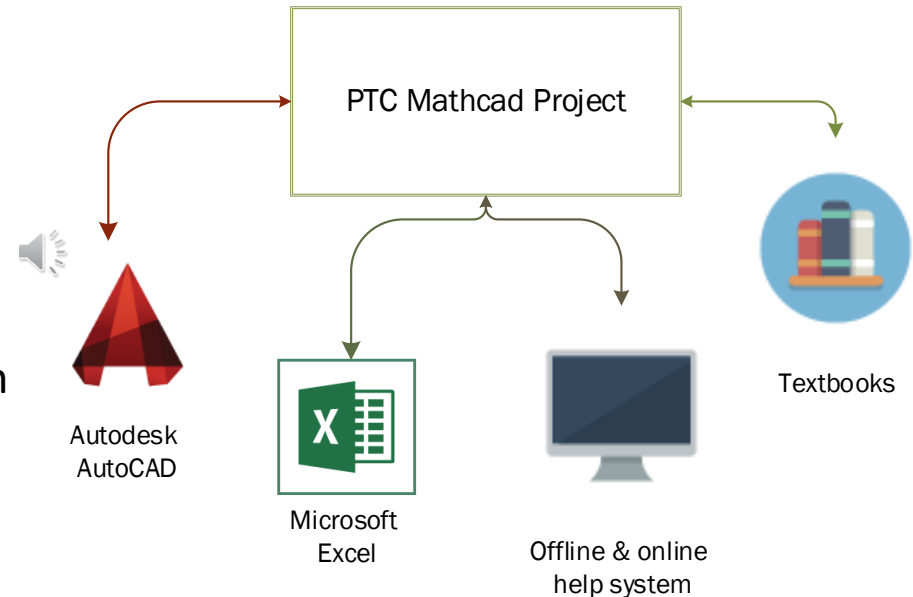 PTC Mathcad Project
Textbooks
Autodesk
AutoCAD
X
Microsoft
Excel
Offline & online
help system